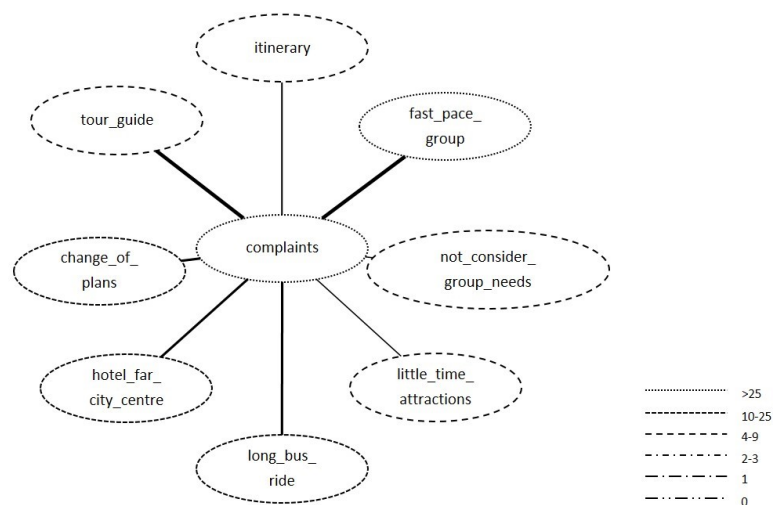 itinerary
tour_guide
fast_pace_
group
complaints
change_of_
plans
not_consider_
group_needs
hotel_far_
city_centre
little_time_
attractions
long_bus_
ride
>25
10-25
4-9
2-3
1
0